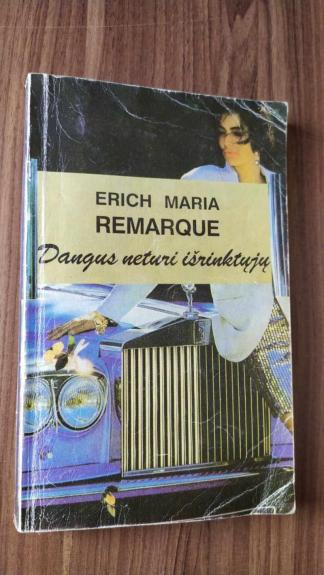 ERICH MARIA
REMARQUE
Dangus neturi išrinktųjų